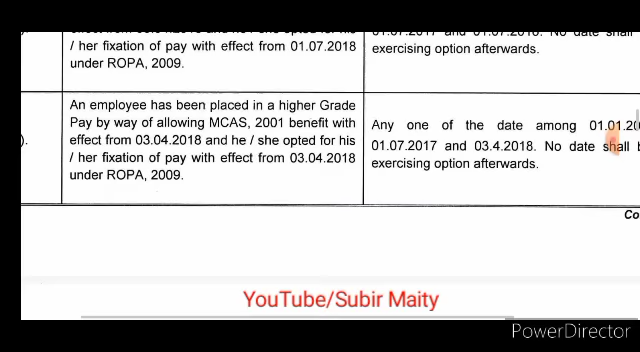 / her fixation of pay with effect from 01.07.2018
under ROPA, 2009.
exercising option afterwards.
An employee has been placed in a higher Grade
Pay by way of allowing MCAS, 2001 benefit with
effect from 03.04.2018 and he / she opted for his
/ her fixation of pay with effect from 03.04.2018
under ROPA, 2009.
).
Any one of the date among 01.01.20
01.07.2017 and 03.4.2018. No date shall b
exercising option afterwards.
Co
YouTube/Subir Maity
PowerDirector